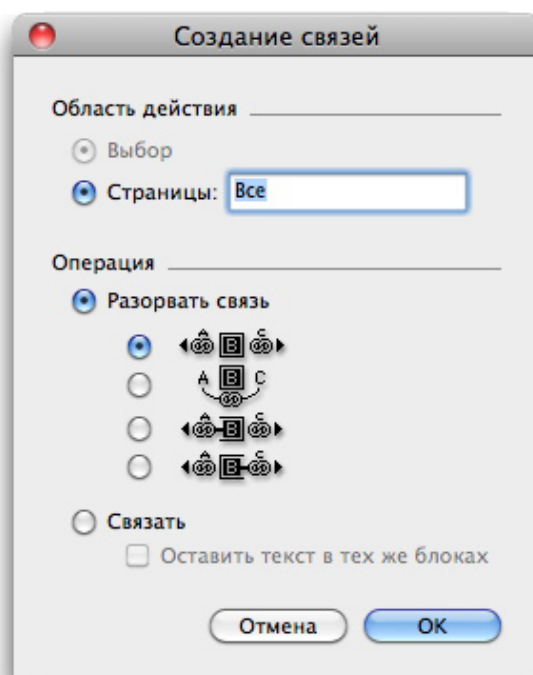 Создание связей
Область действия
Выбор
Страницы: Все
Операция
Разорвать связь
A B C
A B C
A B C
A B C
Связать
Оставить текст в тех же блоках
Отмена OK